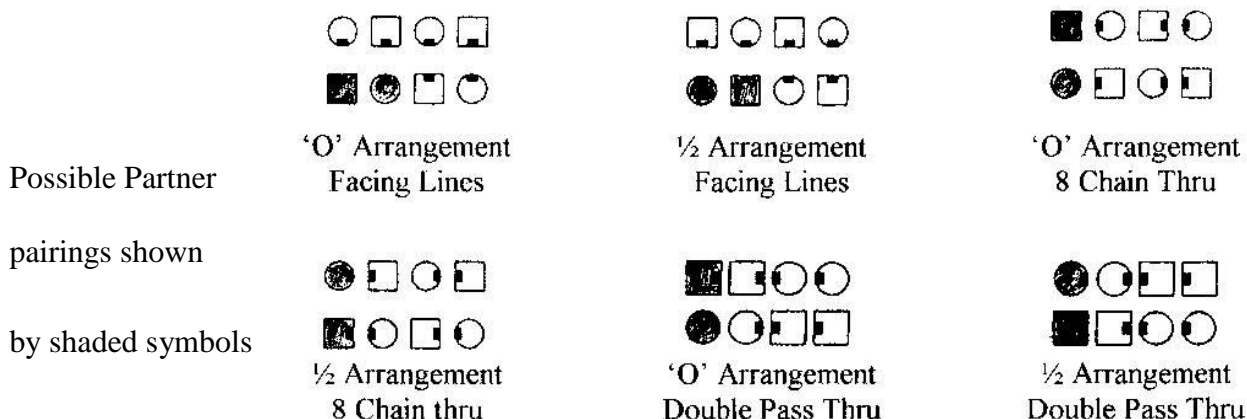 ‘O’ Arrangement
Facing Lines
½ Arrangement
Facing Lines
‘O’ Arrangement
8 Chain Thru
Possible Partner
pairings shown
by shaded symbols
½ Arrangement
8 Chain thru
‘O’ Arrangement
Double Pass Thru
½ Arrangement
Double Pass Thru